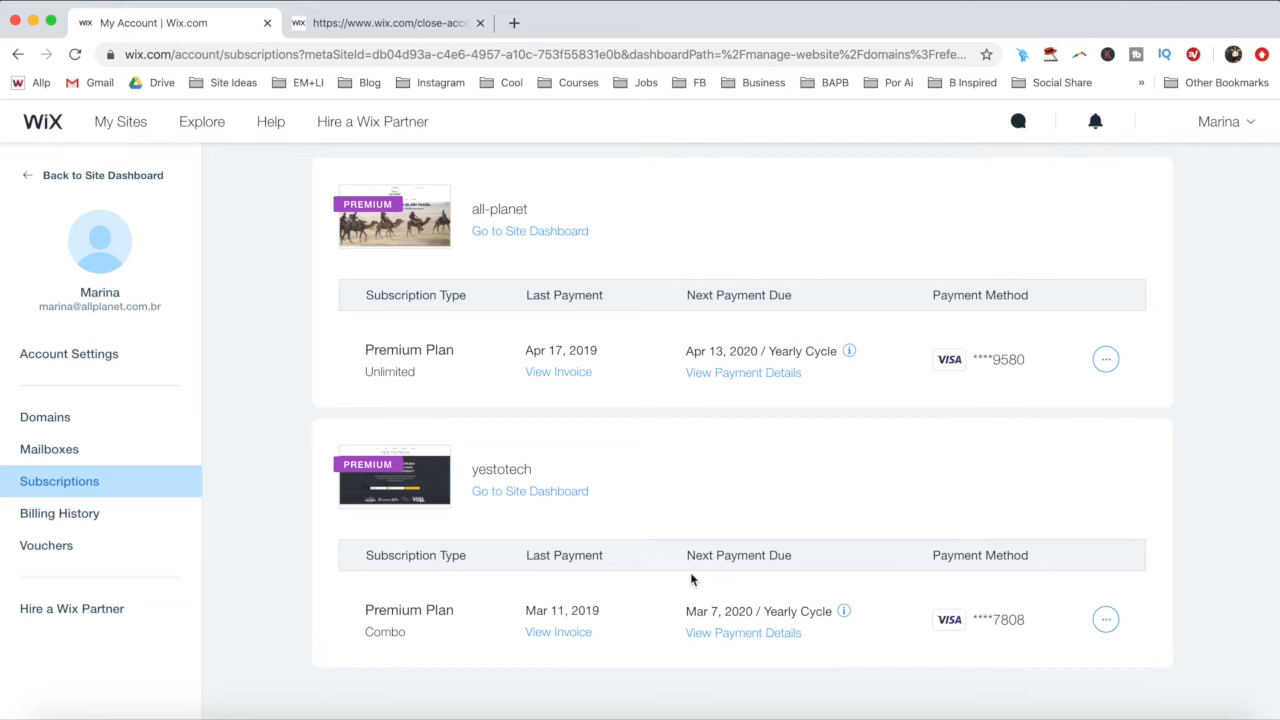 WiX My Account | Wix.com
WiX https://www.wix.com/close-acc
wix.com/account/subscriptions?metaSiteId=db04d93a-c4e6-4957-a10c-753f55831e0b&dashboardPath=%2Fmanage-website%2Fdomains%3Frefe...
Allp Gmail Drive Site Ideas EM+LI Blog Instagram Cool Courses Jobs FB Business BAPB Por Ai B Inspired Social Share » Other Bookmarks
WiX My Sites Explore Help Hire a Wix Partner Marina
Back to Site Dashboard
Marina
marina@allplanet.com.br
Account Settings
Domains
Mailboxes
Subscriptions
Billing History
Vouchers
Hire a Wix Partner
PREMIUM
all-planet
Go to Site Dashboard
Subscription Type Last Payment Next Payment Due Payment Method
Premium Plan Apr 17, 2019 Apr 13, 2020 / Yearly Cycle VISA ****9580
Unlimited View Invoice View Payment Details
PREMIUM
yestotech
Go to Site Dashboard
Subscription Type Last Payment Next Payment Due Payment Method
Premium Plan Mar 11, 2019 Mar 7, 2020 / Yearly Cycle VISA ****7808
Combo View Invoice View Payment Details